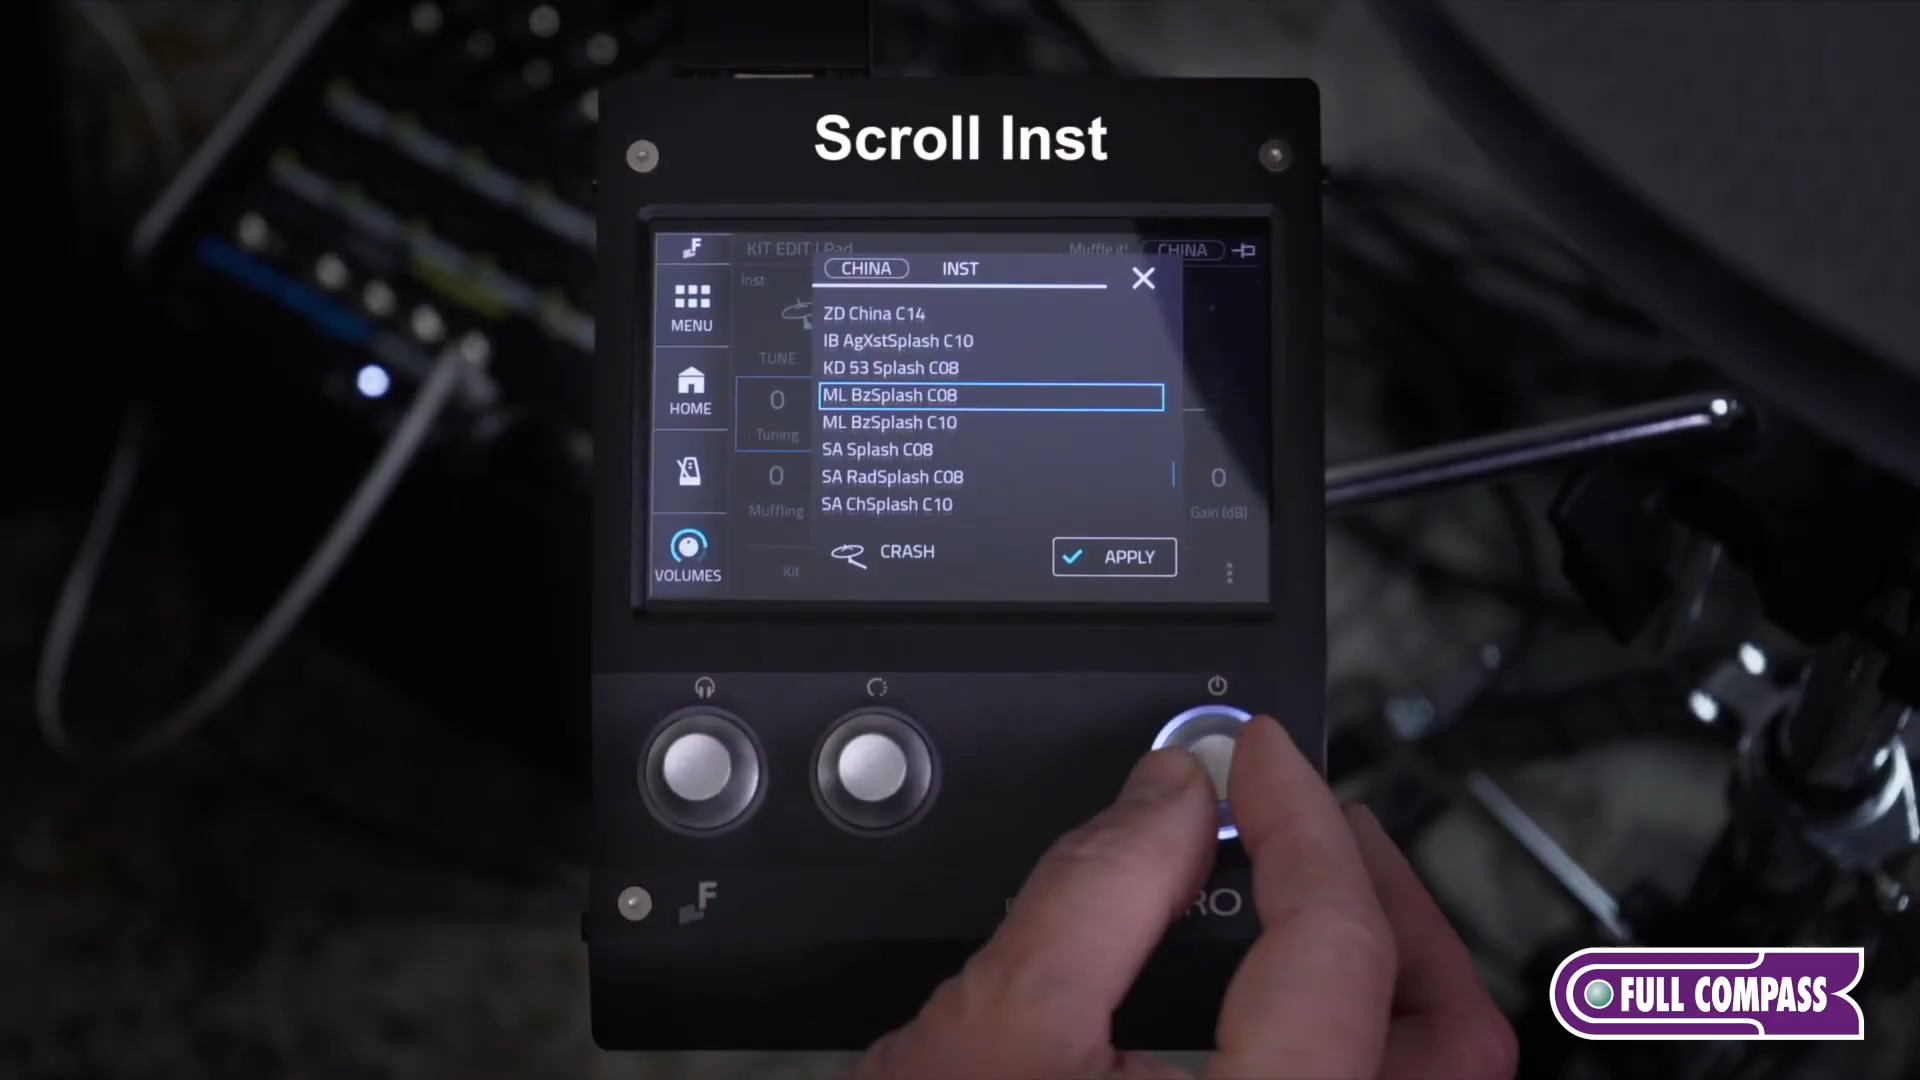 Scroll Inst
KIT EDIT | Pad
Muffle it!
CHINA
CHINA
INST
Inst
MENU
HOME
VOLUMES
TUNE
0
Tuning
0
Muffling
Kit
ZD China C14
IB AgXstSplash C10
KD 53 Splash C08
ML BzSplash C08
ML BzSplash C10
SA Splash C08
SA RadSplash C08
SA ChSplash C10
CRASH
APPLY
0
Gain (dB)
F
RO
FULL COMPASS